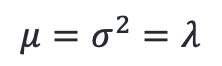 μ = σ² = λ